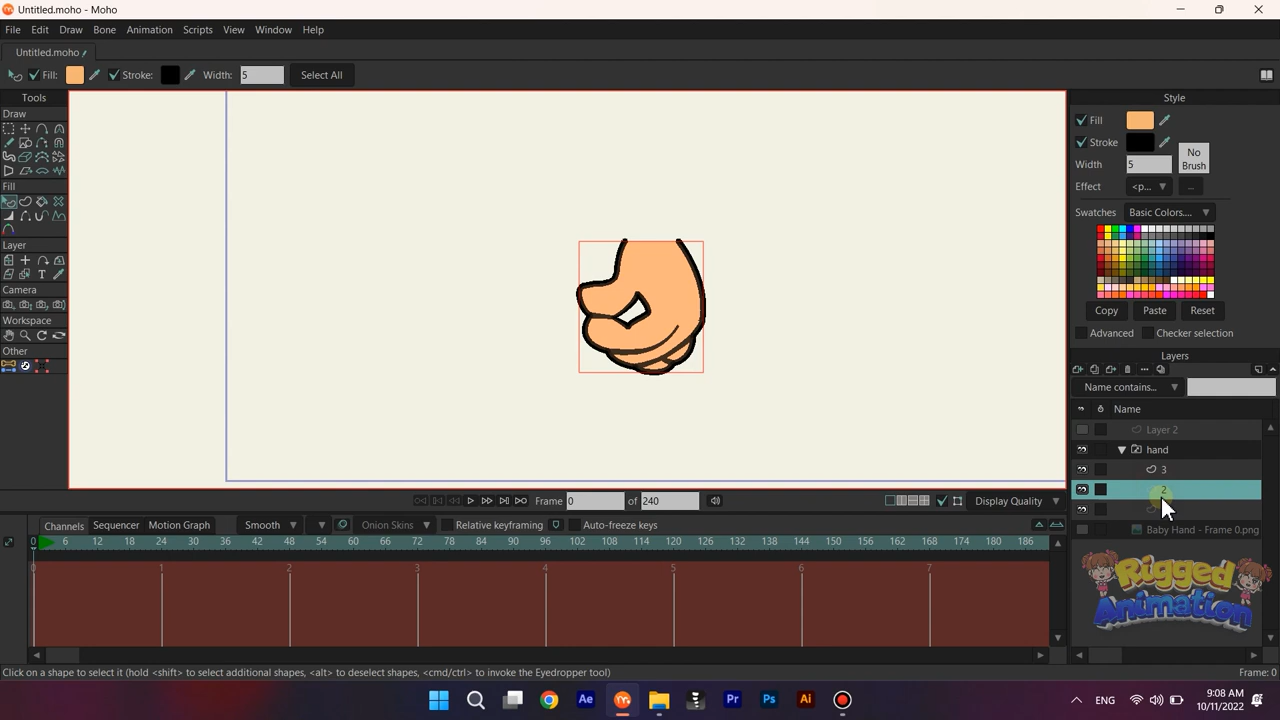 Untitled.moho - Moho
File Edit Draw Bone Animation Scripts View Window Help
Untitled.moho
Fill: Stroke: Width: 5 Select All
Tools
Draw
Fill
Layer
Camera
Workspace
Other
Style
Fill
Stroke
No Brush
Width 5
Effect <p... ...
Swatches Basic Colors...
Copy Paste Reset
Advanced Checker selection
Layers
Name contains...
Name
Layer 2
hand
3
2
Baby Hand - Frame 0.png
Rigged
Animation
Frame 0 of 240 Display Quality
Channels Sequencer Motion Graph Smooth Onion Skins Relative keyframing Auto-freeze keys
0 6 12 18 24 30 36 42 48 54 60 66 72 78 84 90 96 102 108 114 120 126 132 138 144 150 156 162 168 174 180 186
0 1 2 3 4 5 6 7
Click on a shape to select it (hold <shift> to select additional shapes, <alt> to deselect shapes, <cmd/ctrl> to invoke the Eyedropper tool) Frame: 0
Ae Pr Ps Ai ENG 9:08 AM
10/11/2022